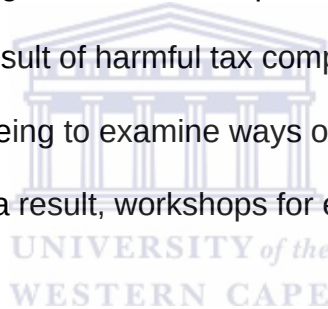 sult of harmful tax comp
eing to examine ways o
a result, workshops for e
UNIVERSITY of the
WESTERN CAPE